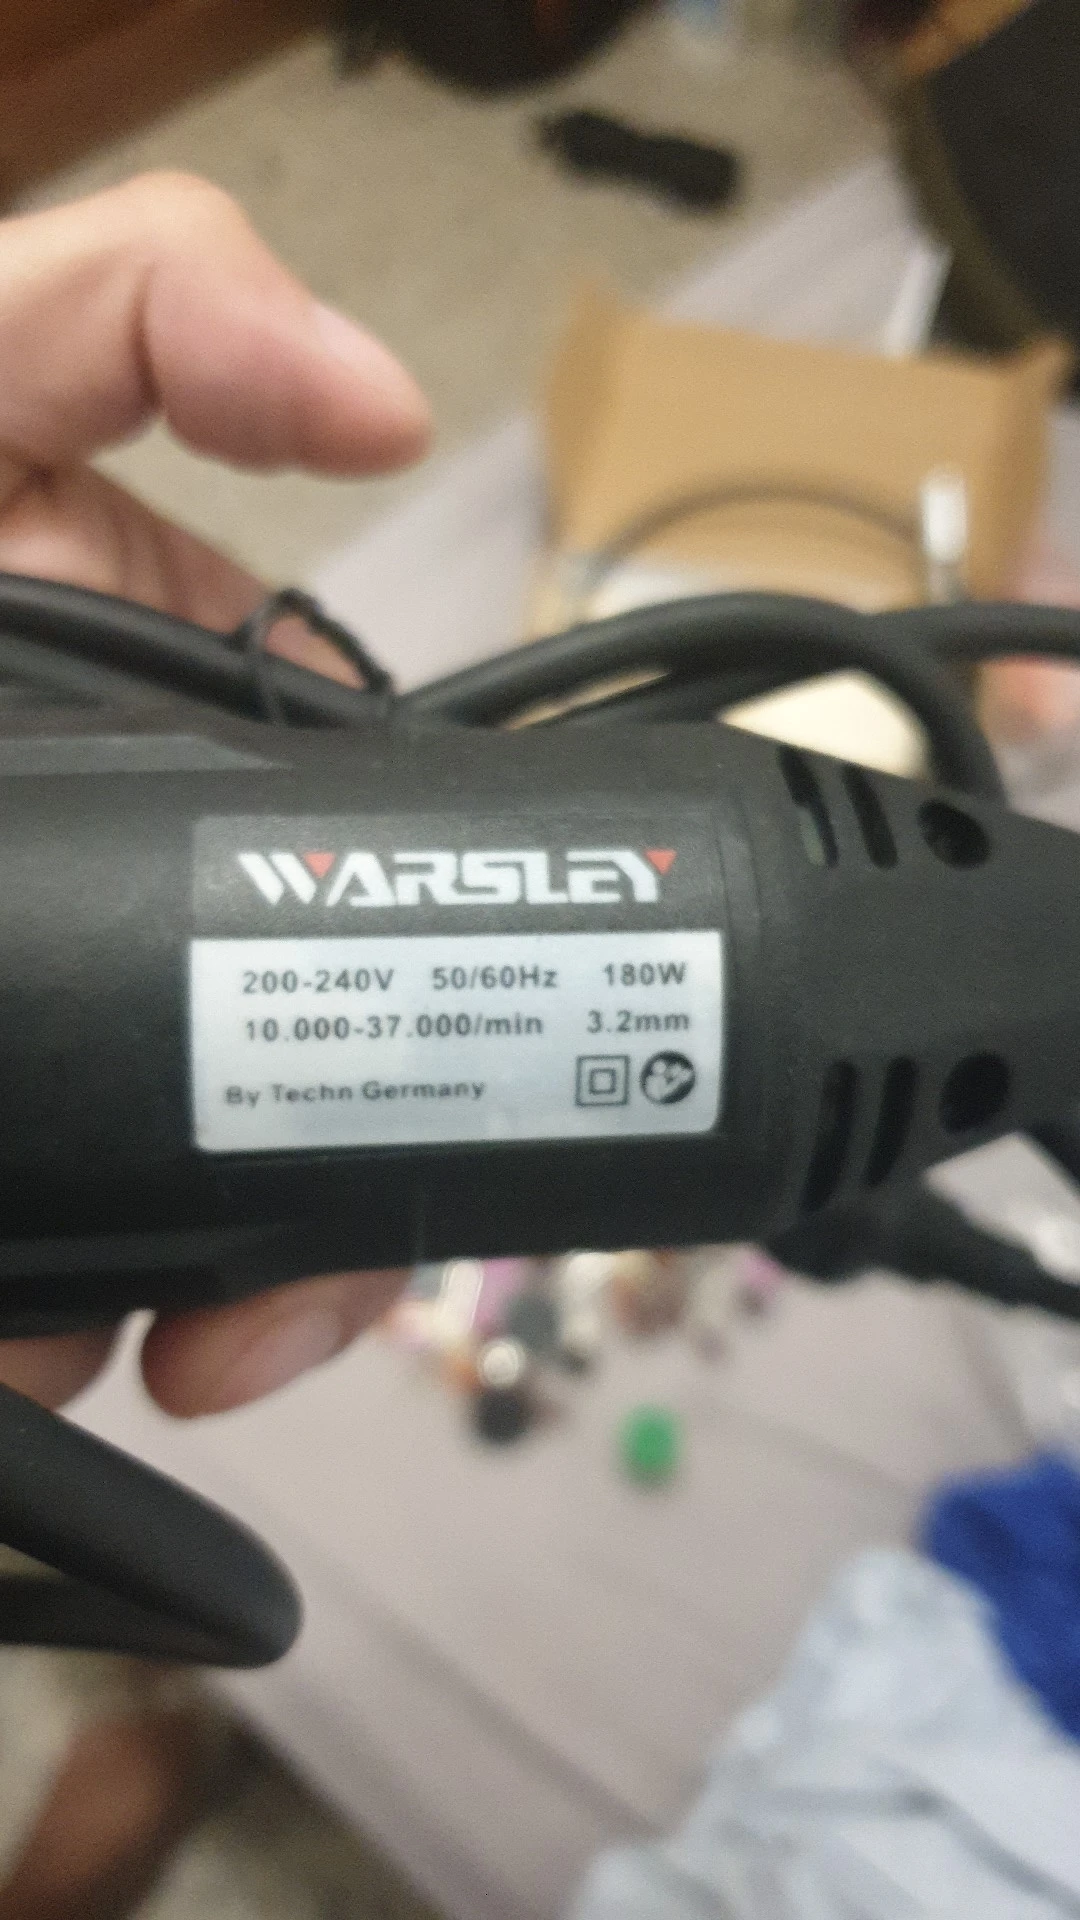 WARSLEY
200-240V 50/60Hz 180W
10.000-37.000/min 3.2mm
By Techn Germany